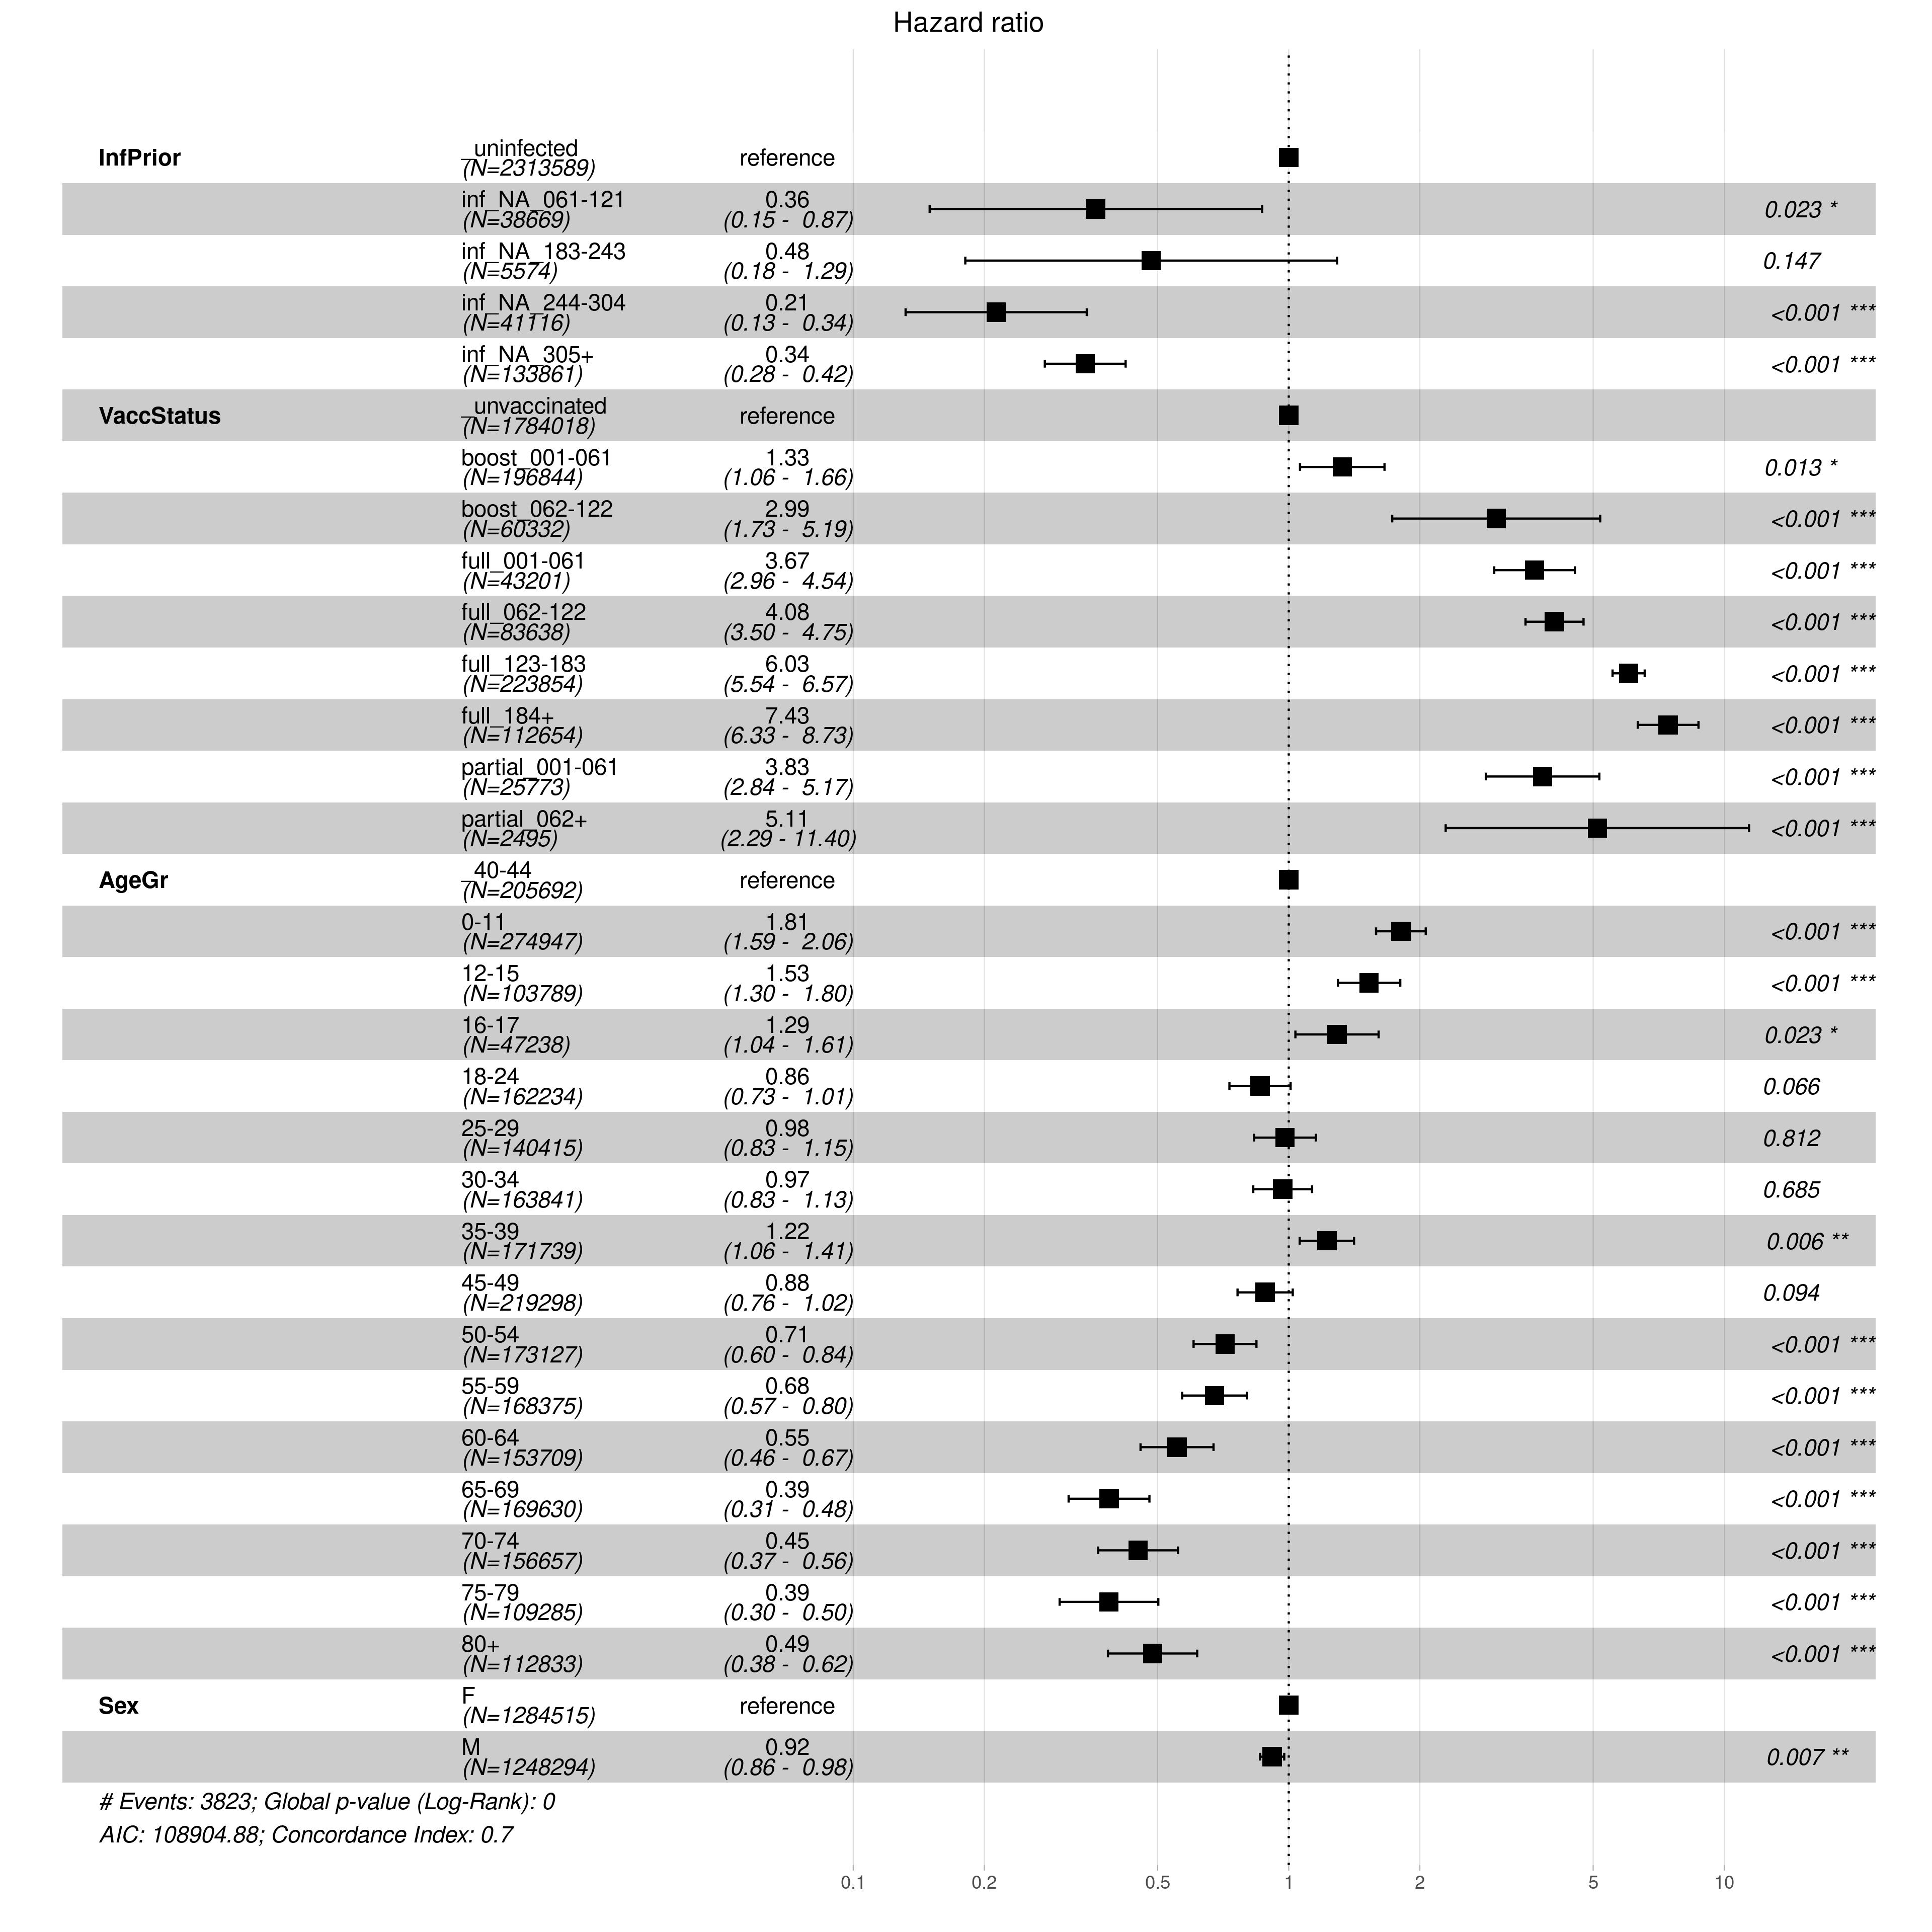 Hazard ratio
InfPrior
_uninfected
(N=2313589)
reference
inf_NA_061-121
(N=38669)
0.36
(0.15 - 0.87)
0.023 *
inf_NA_183-243
(N=5574)
0.48
(0.18 - 1.29)
0.147
inf_NA_244-304
(N=41116)
0.21
(0.13 - 0.34)
<0.001 ***
inf_NA_305+
(N=133861)
0.34
(0.28 - 0.42)
<0.001 ***
VaccStatus
_unvaccinated
(N=1784018)
reference
boost_001-061
(N=196844)
1.33
(1.06 - 1.66)
0.013 *
boost_062-122
(N=60332)
2.99
(1.73 - 5.19)
<0.001 ***
full_001-061
(N=43201)
3.67
(2.96 - 4.54)
<0.001 ***
full_062-122
(N=83638)
4.08
(3.50 - 4.75)
<0.001 ***
full_123-183
(N=223854)
6.03
(5.54 - 6.57)
<0.001 ***
full_184+
(N=112654)
7.43
(6.33 - 8.73)
<0.001 ***
partial_001-061
(N=25773)
3.83
(2.84 - 5.17)
<0.001 ***
partial_062+
(N=2495)
5.11
(2.29 - 11.40)
<0.001 ***
AgeGr
_40-44
(N=205692)
reference
0-11
(N=274947)
1.81
(1.59 - 2.06)
<0.001 ***
12-15
(N=103789)
1.53
(1.30 - 1.80)
<0.001 ***
16-17
(N=47238)
1.29
(1.04 - 1.61)
0.023 *
18-24
(N=162234)
0.86
(0.73 - 1.01)
0.066
25-29
(N=140415)
0.98
(0.83 - 1.15)
0.812
30-34
(N=163841)
0.97
(0.83 - 1.13)
0.685
35-39
(N=171739)
1.22
(1.06 - 1.41)
0.006 **
45-49
(N=219298)
0.88
(0.76 - 1.02)
0.094
50-54
(N=173127)
0.71
(0.60 - 0.84)
<0.001 ***
55-59
(N=168375)
0.68
(0.57 - 0.80)
<0.001 ***
60-64
(N=153709)
0.55
(0.46 - 0.67)
<0.001 ***
65-69
(N=169630)
0.39
(0.31 - 0.48)
<0.001 ***
70-74
(N=156657)
0.45
(0.37 - 0.56)
<0.001 ***
75-79
(N=109285)
0.39
(0.30 - 0.50)
<0.001 ***
80+
(N=112833)
0.49
(0.38 - 0.62)
<0.001 ***
Sex
F
(N=1284515)
reference
M
(N=1248294)
0.92
(0.86 - 0.98)
0.007 **
# Events: 3823; Global p-value (Log-Rank): 0
AIC: 108904.88; Concordance Index: 0.7
0.1 0.2 0.5 1 2 5 10